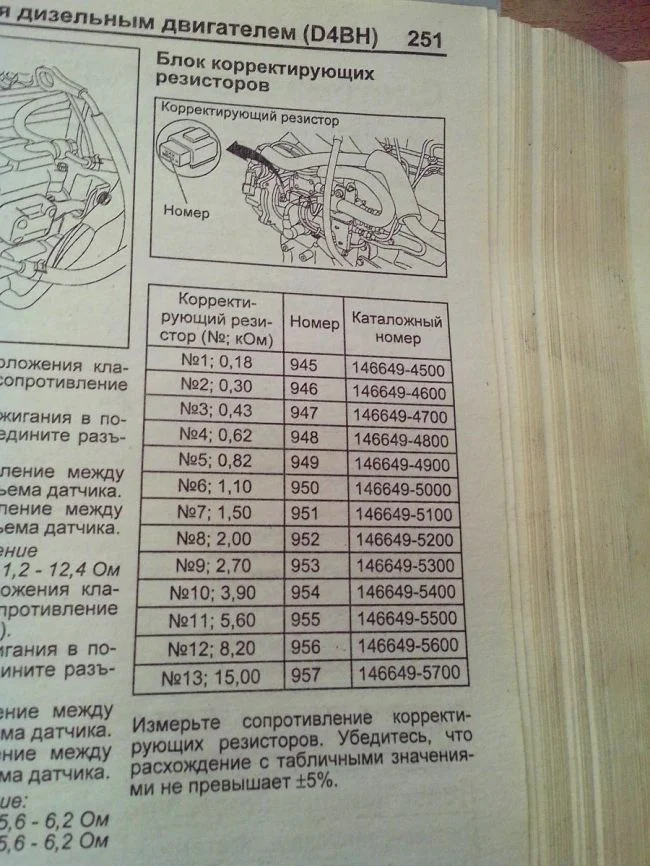 я дизельным двигателем (D4BH) 251
оложения кла-
сопротивление
жигания в по-
едините разъ-
ление между
ъема датчика.
ление между
ъема датчика.
ение
1,2 - 12,4 Ом
ожения кла-
противление
).
игания в по-
дините разъ-
ение между
ма датчика.
ение между
ма датчика.
ие:
5,6 - 6,2 Ом
5,6 - 6,2 Ом
Блок корректирующих
резисторов
Корректирующий резистор
Номер
Корректи-
рующий рези-
стор (№; кОм)
Номер
Каталожный
номер
№1; 0,18 945 146649-4500
№2; 0,30 946 146649-4600
№3; 0,43 947 146649-4700
№4; 0,62 948 146649-4800
№5; 0,82 949 146649-4900
№6; 1,10 950 146649-5000
№7; 1,50 951 146649-5100
№8; 2,00 952 146649-5200
№9; 2,70 953 146649-5300
№10; 3,90 954 146649-5400
№11; 5,60 955 146649-5500
№12; 8,20 956 146649-5600
№13; 15,00 957 146649-5700
Измерьте сопротивление корректи-
рующих резисторов. Убедитесь, что
расхождение с табличными значения-
ми не превышает ±5%.